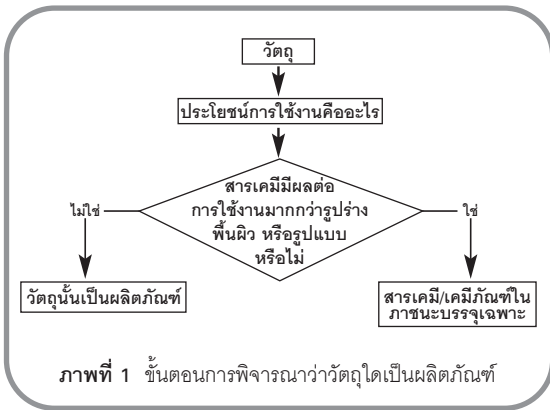 วัตถุ
ประโยชน์การใช้งานคืออะไร
สารเคมีมีผลต่อ
การใช้งานมากกว่ารูปร่าง
พื้นผิว หรือรูปแบบ
หรือไม่
ไม่ใช่
ใช่
วัตถุนั้นเป็นผลิตภัณฑ์
สารเคมี/เคมีภัณฑ์ใน
ภาชนะบรรจุเฉพาะ
ภาพที่ 1 ขั้นตอนการพิจารณาว่าวัตถุใดเป็นผลิตภัณฑ์